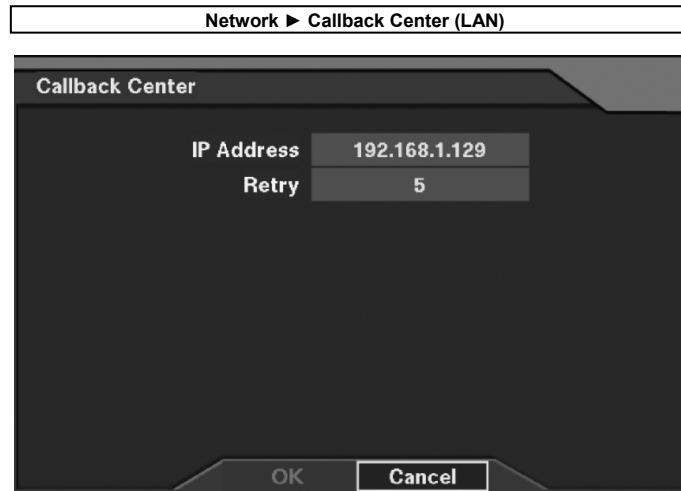 Network ► Callback Center (LAN)
Callback Center
IP Address 192.168.1.129
Retry 5
OK Cancel